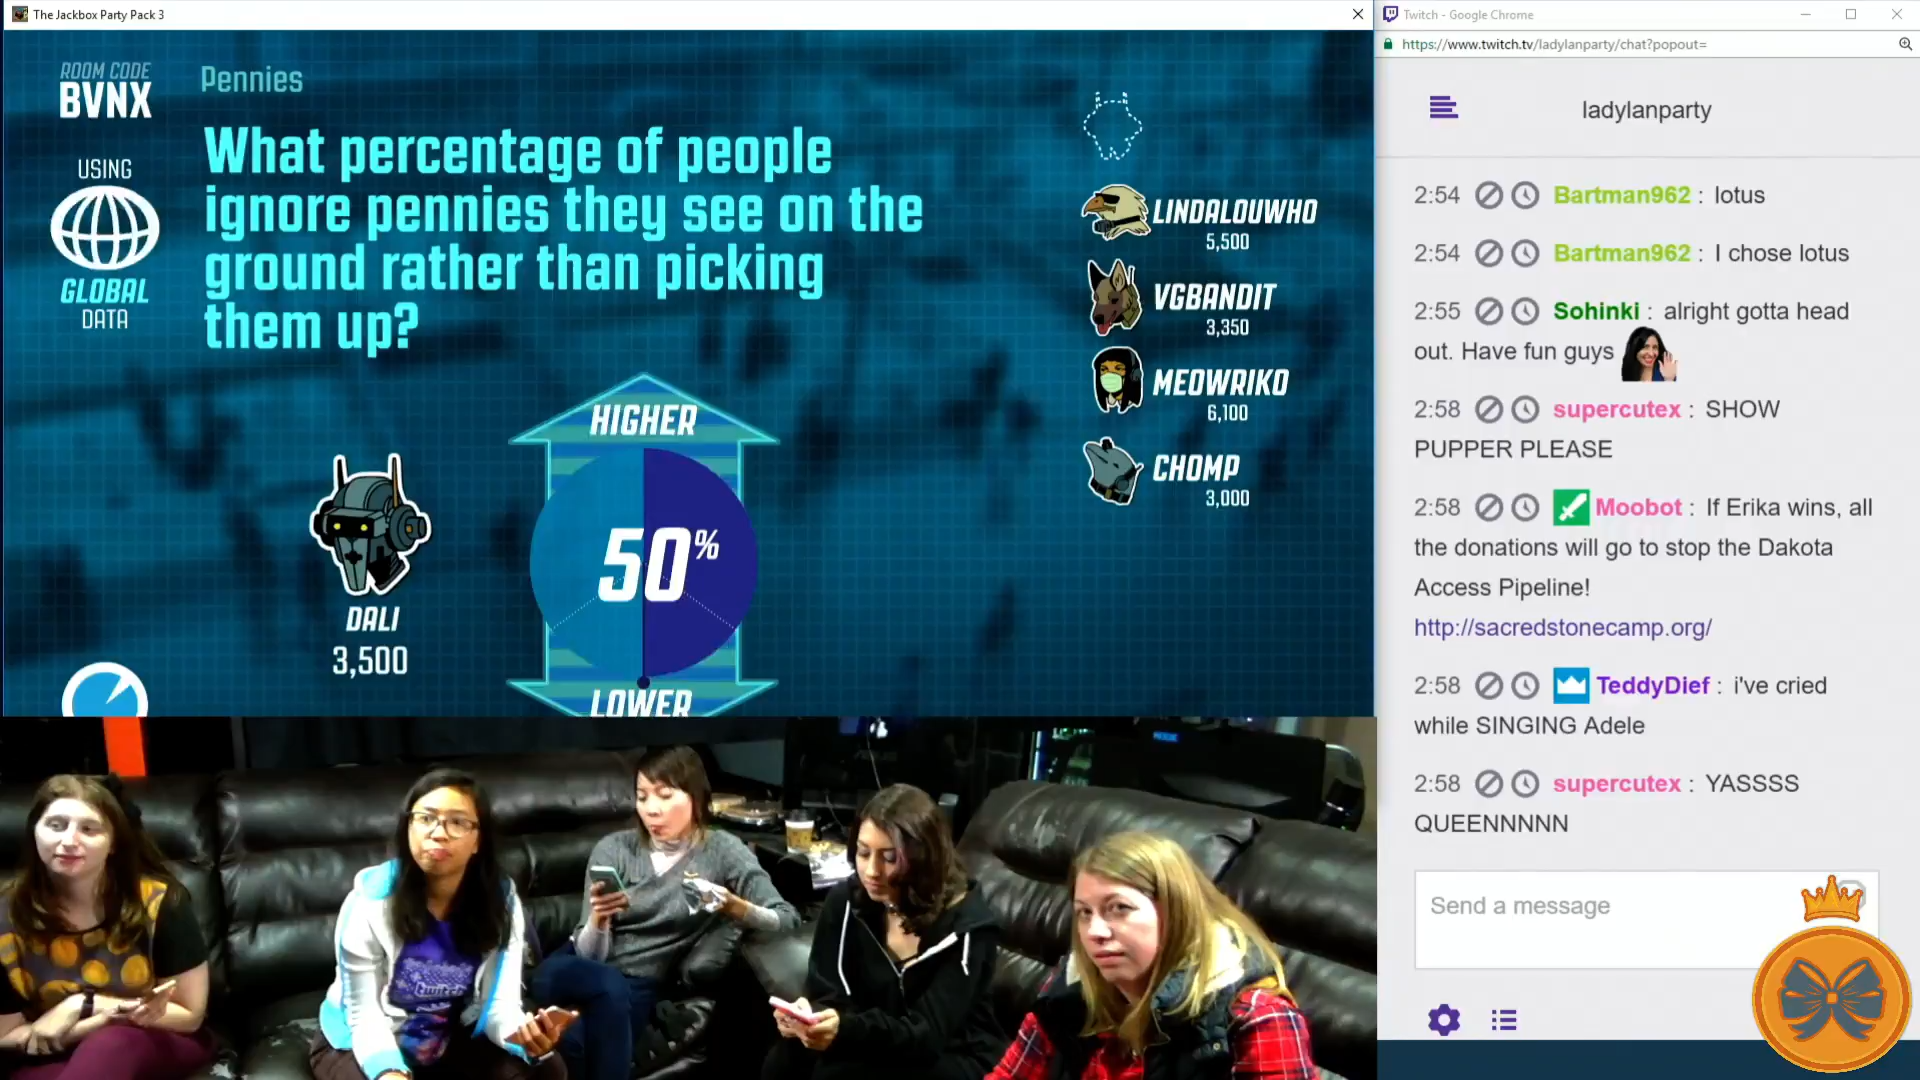 The Jackbox Party Pack 3
ROOM CODE
BVNX
USING
GLOBAL
DATA
Pennies
What percentage of people
ignore pennies they see on the
ground rather than picking
them up?
HIGHER
50%
LOWER
DALI
3,500
LINDALOUWHO
5,500
VGBANDIT
3,350
MEOWRIKO
6,100
CHOMP
3,000
twitch
Twitch - Google Chrome
https://www.twitch.tv/ladylanparty/chat?popout=
ladylanparty
2:54 Bartman962 : lotus
2:54 Bartman962 : I chose lotus
2:55 Sohinki : alright gotta head
out. Have fun guys
2:58 supercutex : SHOW
PUPPER PLEASE
2:58 Moobot : If Erika wins, all
the donations will go to stop the Dakota
Access Pipeline!
http://sacredstonecamp.org/
2:58 TeddyDief : i've cried
while SINGING Adele
2:58 supercutex : YASSSS
QUEENNNNN
Send a message